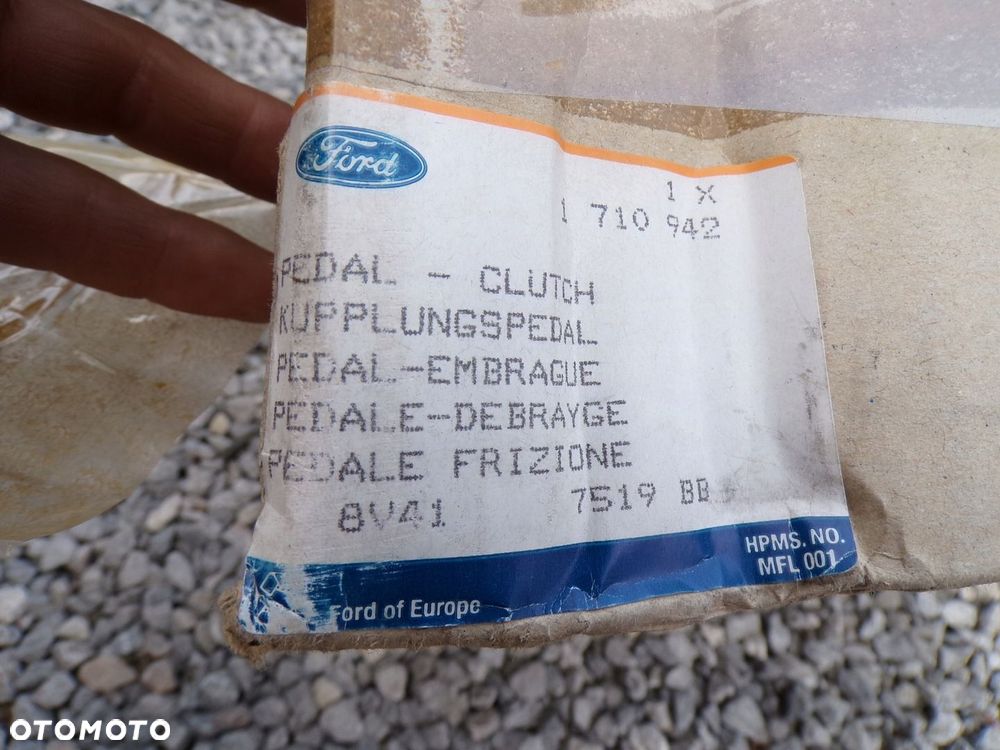 Ford
1 X
1 710 942
PEDAL - CLUTCH
KUPPLUNGSPEDAL
PEDAL-EMBRAGUE
PEDALE-DEBRAYGE
PEDALE FRIZIONE
8V41 7519 BB
HPMS. NO.
MFL 001
Ford of Europe
OTOMOTO